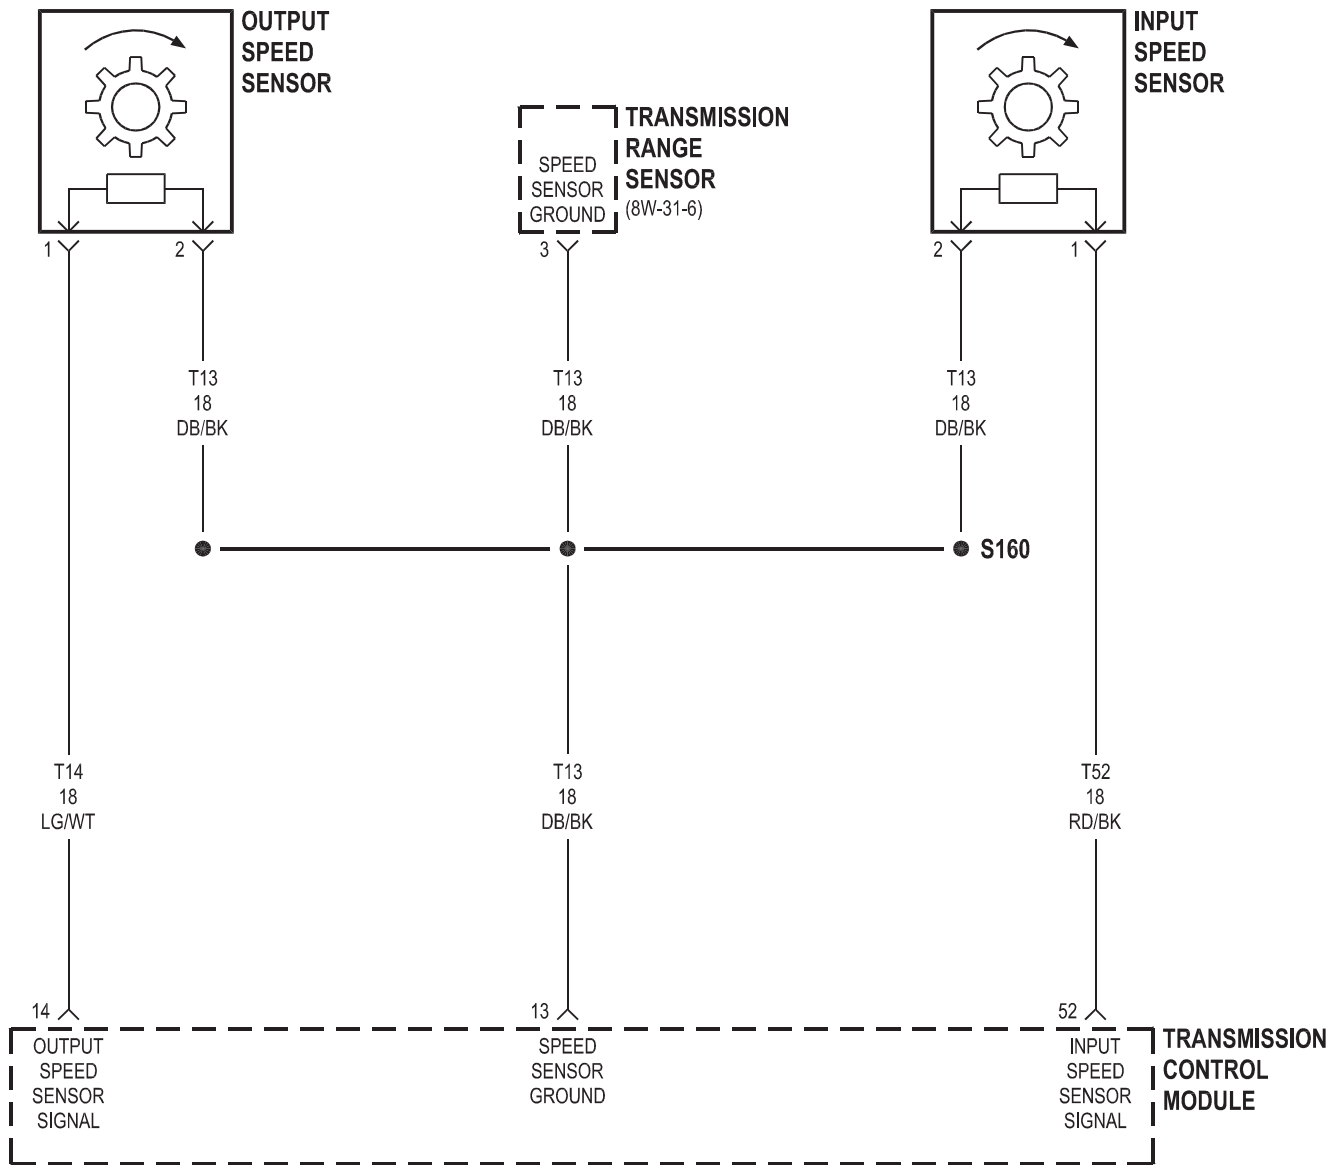 OUTPUT
SPEED
SENSOR
INPUT
SPEED
SENSOR
TRANSMISSION
RANGE
SENSOR
(8W-31-6)
SPEED
SENSOR
GROUND
1
2
3
2
1
T13
18
DB/BK
T13
18
DB/BK
T13
18
DB/BK
S160
T14
18
LG/WT
T13
18
DB/BK
T52
18
RD/BK
14
13
52
OUTPUT
SPEED
SENSOR
SIGNAL
SPEED
SENSOR
GROUND
INPUT
SPEED
SENSOR
SIGNAL
TRANSMISSION
CONTROL
MODULE